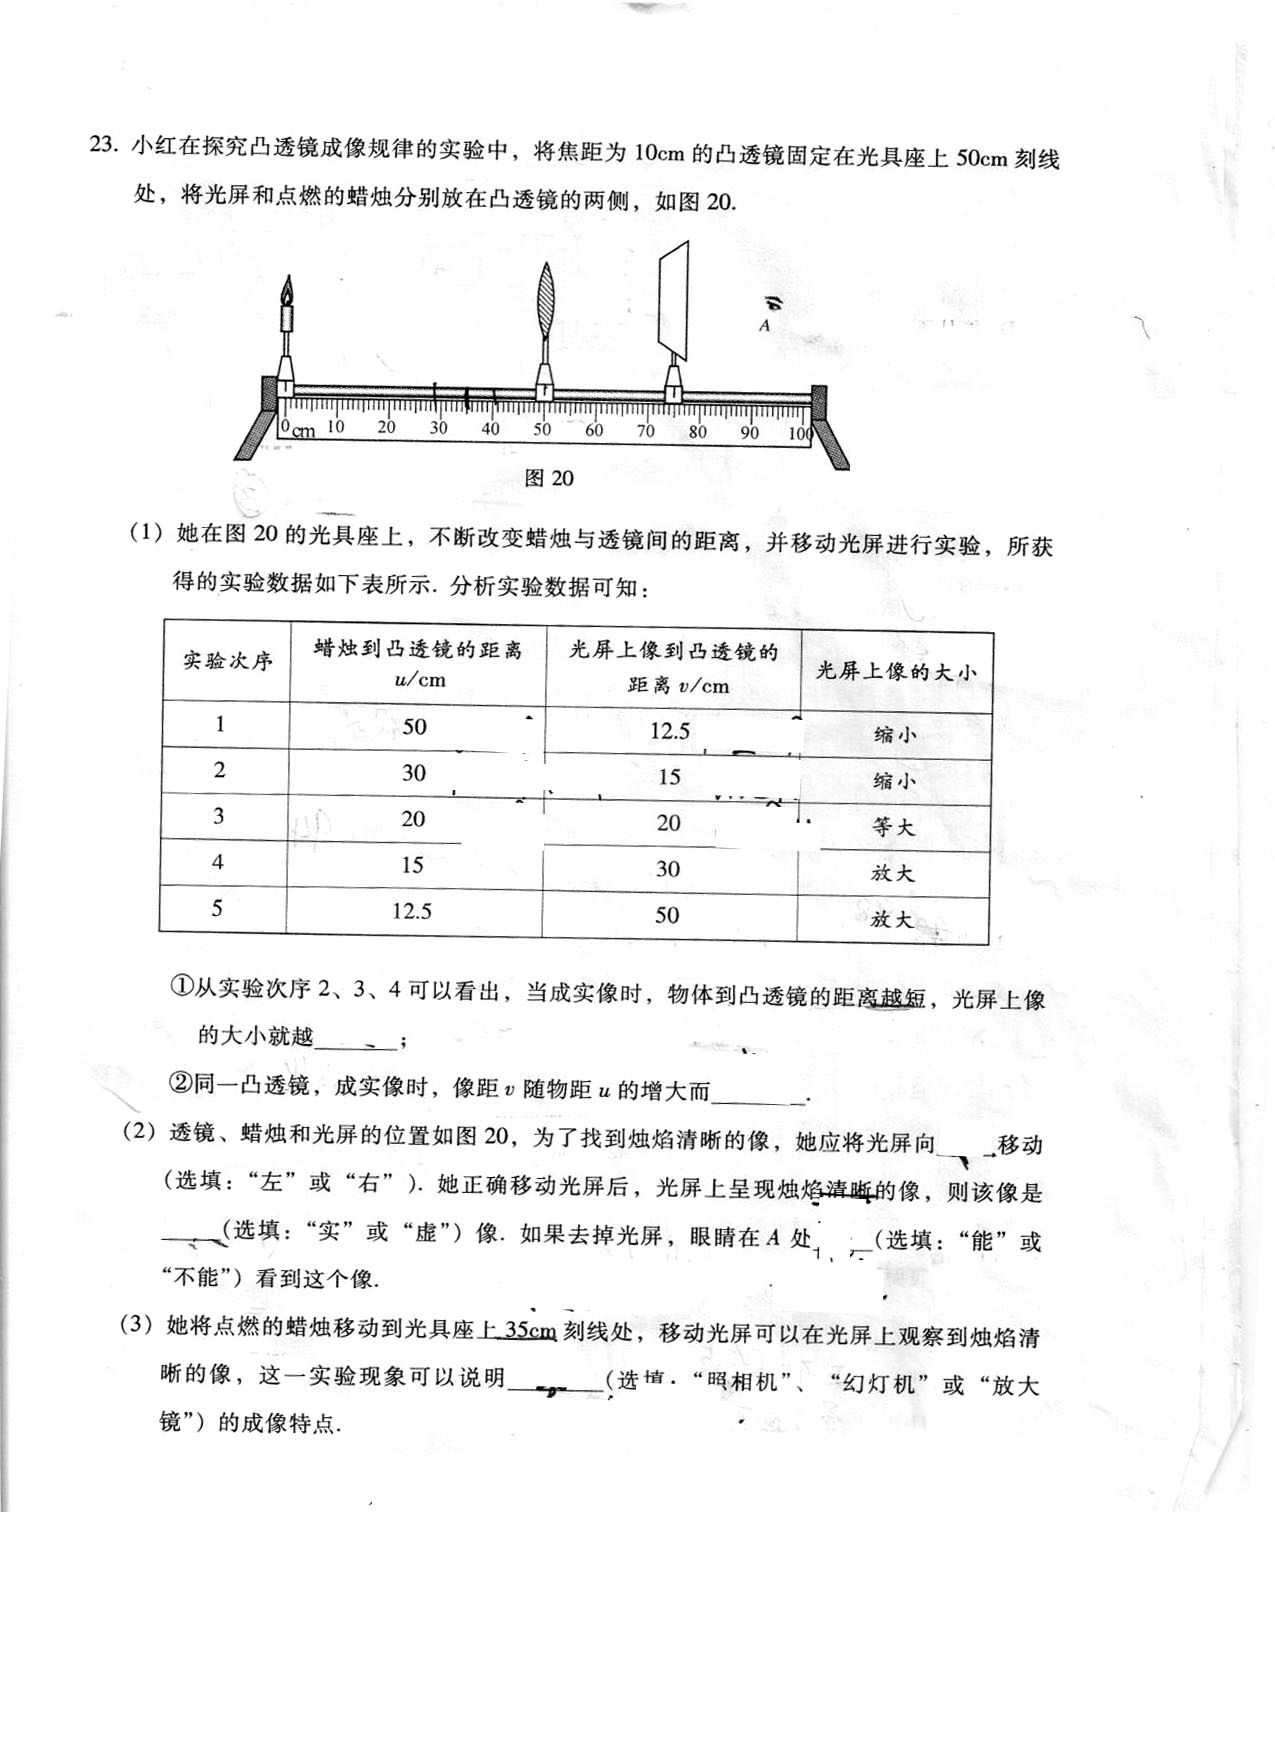 23. 小红在探究凸透镜成像规律的实验中，将焦距为 10cm 的凸透镜固定在光具座上 50cm 刻线
处，将光屏和点燃的蜡烛分别放在凸透镜的两侧，如图 20.
A
0 cm 10 20 30 40 50 60 70 80 90 100
图 20
（1）她在图 20 的光具座上，不断改变蜡烛与透镜间的距离，并移动光屏进行实验，所获
得的实验数据如下表所示. 分析实验数据可知：
实验次序 蜡烛到凸透镜的距离 u/cm 光屏上像到凸透镜的距离 v/cm 光屏上像的大小
1 50 12.5 缩小
2 30 15 缩小
3 20 20 等大
4 15 30 放大
5 12.5 50 放大
①从实验次序 2、3、4 可以看出，当成实像时，物体到凸透镜的距离越短，光屏上像
的大小就越______；
②同一凸透镜，成实像时，像距 v 随物距 u 的增大而______.
（2）透镜、蜡烛和光屏的位置如图 20，为了找到烛焰清晰的像，她应将光屏向____移动
（选填：“左”或“右”）. 她正确移动光屏后，光屏上呈现烛焰清晰的像，则该像是
____（选填：“实”或“虚”）像. 如果去掉光屏，眼睛在 A 处____（选填：“能”或
“不能”）看到这个像.
（3）她将点燃的蜡烛移动到光具座上 35cm 刻线处，移动光屏可以在光屏上观察到烛焰清
晰的像，这一实验现象可以说明______（选填：“照相机”、“幻灯机”或“放大
镜”）的成像特点.